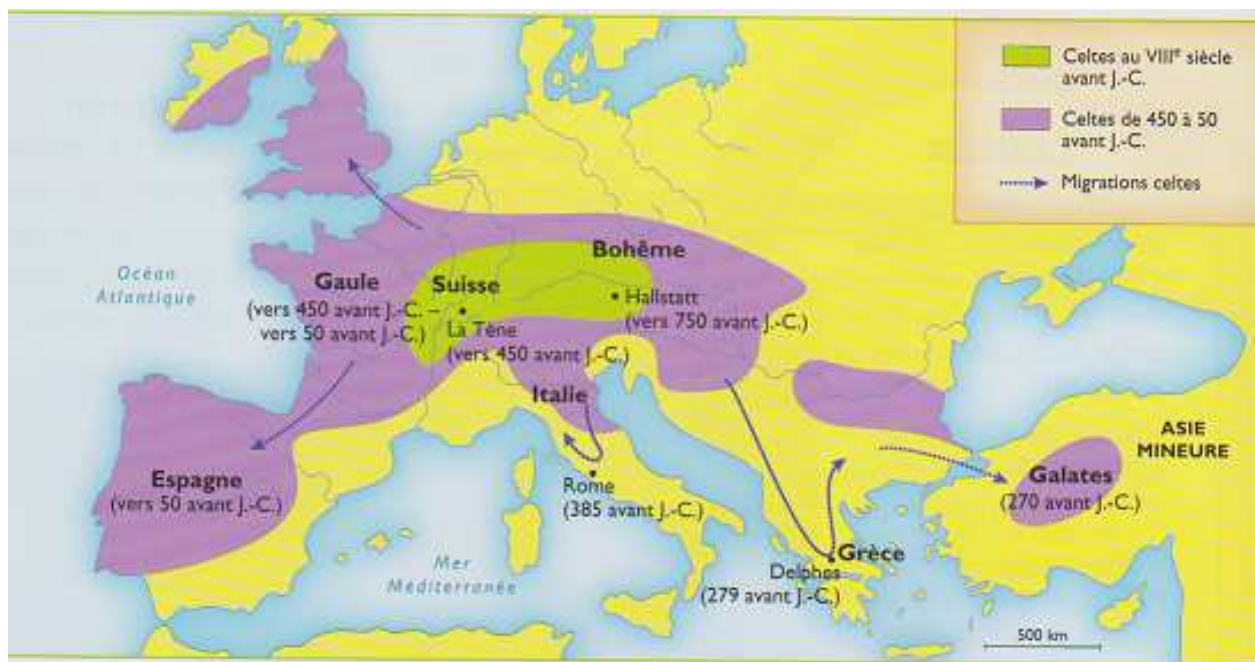 Celtes au VIIIe siècle
avant J.-C.
Celtes de 450 à 50
avant J.-C.
Migrations celtes
Océan
Atlantique
Gaule
(vers 450 avant J.-C. –
vers 50 avant J.-C.)
Suisse
La Tène
(vers 450 avant J.-C.)
Bohême
Hallstatt
(vers 750 avant J.-C.)
Italie
Espagne
(vers 50 avant J.-C.)
Rome
(385 avant J.-C.)
Mer
Méditerranée
Grèce
Delphes
(279 avant J.-C.)
ASIE
MINEURE
Galates
(270 avant J.-C.)
500 km